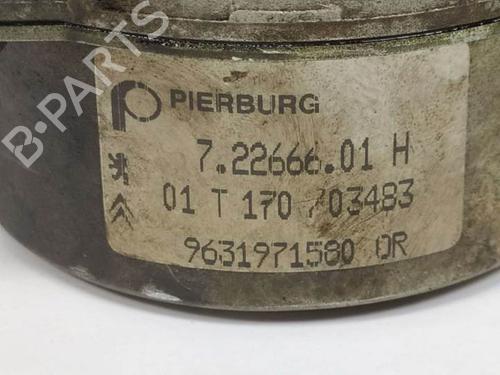 B-PARTS
PIERBURG
7.22666.01 H
01 T 170 /03483
9631971580 OR